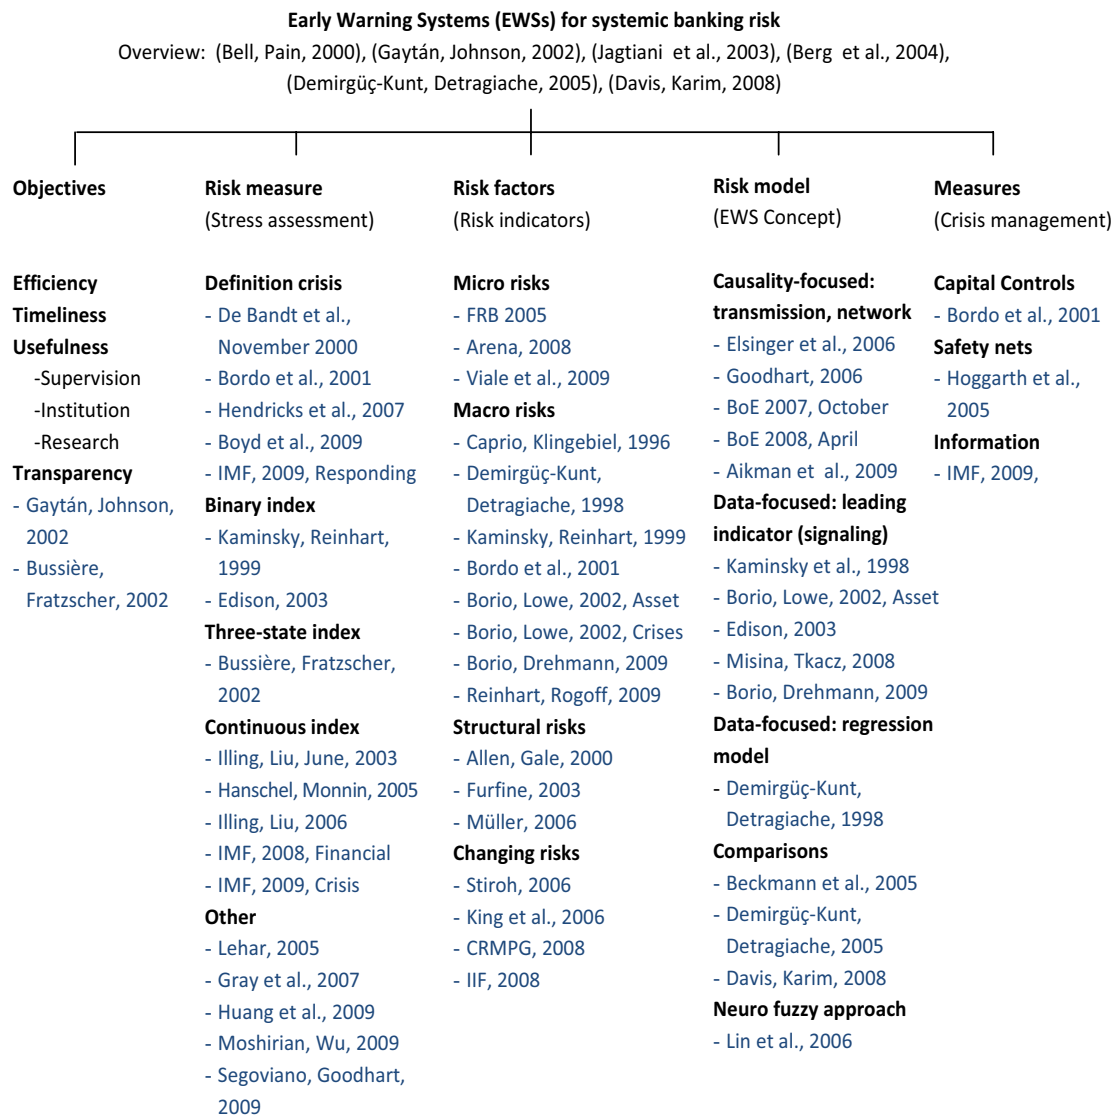 Early Warning Systems (EWSs) for systemic banking risk
Overview: (Bell, Pain, 2000), (Gaytán, Johnson, 2002), (Jagtiani et al., 2003), (Berg et al., 2004),
(Demirgüç-Kunt, Detragiache, 2005), (Davis, Karim, 2008)
Objectives
Efficiency
Timeliness
Usefulness
-Supervision
-Institution
-Research
Transparency
- Gaytán, Johnson,
2002
- Bussière,
Fratzscher, 2002
Risk measure
(Stress assessment)
Definition crisis
- De Bandt et al.,
November 2000
- Bordo et al., 2001
- Hendricks et al., 2007
- Boyd et al., 2009
- IMF, 2009, Responding
Binary index
- Kaminsky, Reinhart,
1999
- Edison, 2003
Three-state index
- Bussière, Fratzscher,
2002
Continuous index
- Illing, Liu, June, 2003
- Hanschel, Monnin, 2005
- Illing, Liu, 2006
- IMF, 2008, Financial
- IMF, 2009, Crisis
Other
- Lehar, 2005
- Gray et al., 2007
- Huang et al., 2009
- Moshirian, Wu, 2009
- Segoviano, Goodhart,
2009
Risk factors
(Risk indicators)
Micro risks
- FRB 2005
- Arena, 2008
- Viale et al., 2009
Macro risks
- Caprio, Klingebiel, 1996
- Demirgüç-Kunt,
Detragiache, 1998
- Kaminsky, Reinhart, 1999
- Bordo et al., 2001
- Borio, Lowe, 2002, Asset
- Borio, Lowe, 2002, Crises
- Borio, Drehmann, 2009
- Reinhart, Rogoff, 2009
Structural risks
- Allen, Gale, 2000
- Furfine, 2003
- Müller, 2006
Changing risks
- Stiroh, 2006
- King et al., 2006
- CRMPG, 2008
- IIF, 2008
Risk model
(EWS Concept)
Causality-focused:
transmission, network
- Elsinger et al., 2006
- Goodhart, 2006
- BoE 2007, October
- BoE 2008, April
- Aikman et al., 2009
Data-focused: leading
indicator (signaling)
- Kaminsky et al., 1998
- Borio, Lowe, 2002, Asset
- Edison, 2003
- Misina, Tkacz, 2008
- Borio, Drehmann, 2009
Data-focused: regression
model
- Demirgüç-Kunt,
Detragiache, 1998
Comparisons
- Beckmann et al., 2005
- Demirgüç-Kunt,
Detragiache, 2005
- Davis, Karim, 2008
Neuro fuzzy approach
- Lin et al., 2006
Measures
(Crisis management)
Capital Controls
- Bordo et al., 2001
Safety nets
- Hoggarth et al.,
2005
Information
- IMF, 2009,